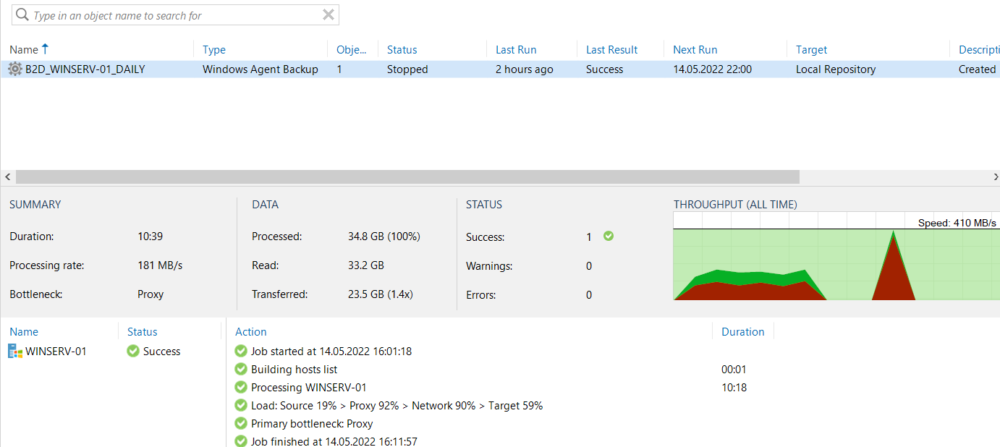 Type in an object name to search for
Name Type Obje... Status Last Run Last Result Next Run Target Descripti
B2D_WINSERV-01_DAILY Windows Agent Backup 1 Stopped 2 hours ago Success 14.05.2022 22:00 Local Repository Created
SUMMARY DATA STATUS THROUGHPUT (ALL TIME)
Speed: 410 MB/s
Duration: 10:39 Processed: 34.8 GB (100%) Success: 1
Processing rate: 181 MB/s Read: 33.2 GB Warnings: 0
Bottleneck: Proxy Transferred: 23.5 GB (1.4x) Errors: 0
Name Status Action Duration
WINSERV-01 Success Job started at 14.05.2022 16:01:18
Building hosts list 00:01
Processing WINSERV-01 10:18
Load: Source 19% > Proxy 92% > Network 90% > Target 59%
Primary bottleneck: Proxy
Job finished at 14.05.2022 16:11:57